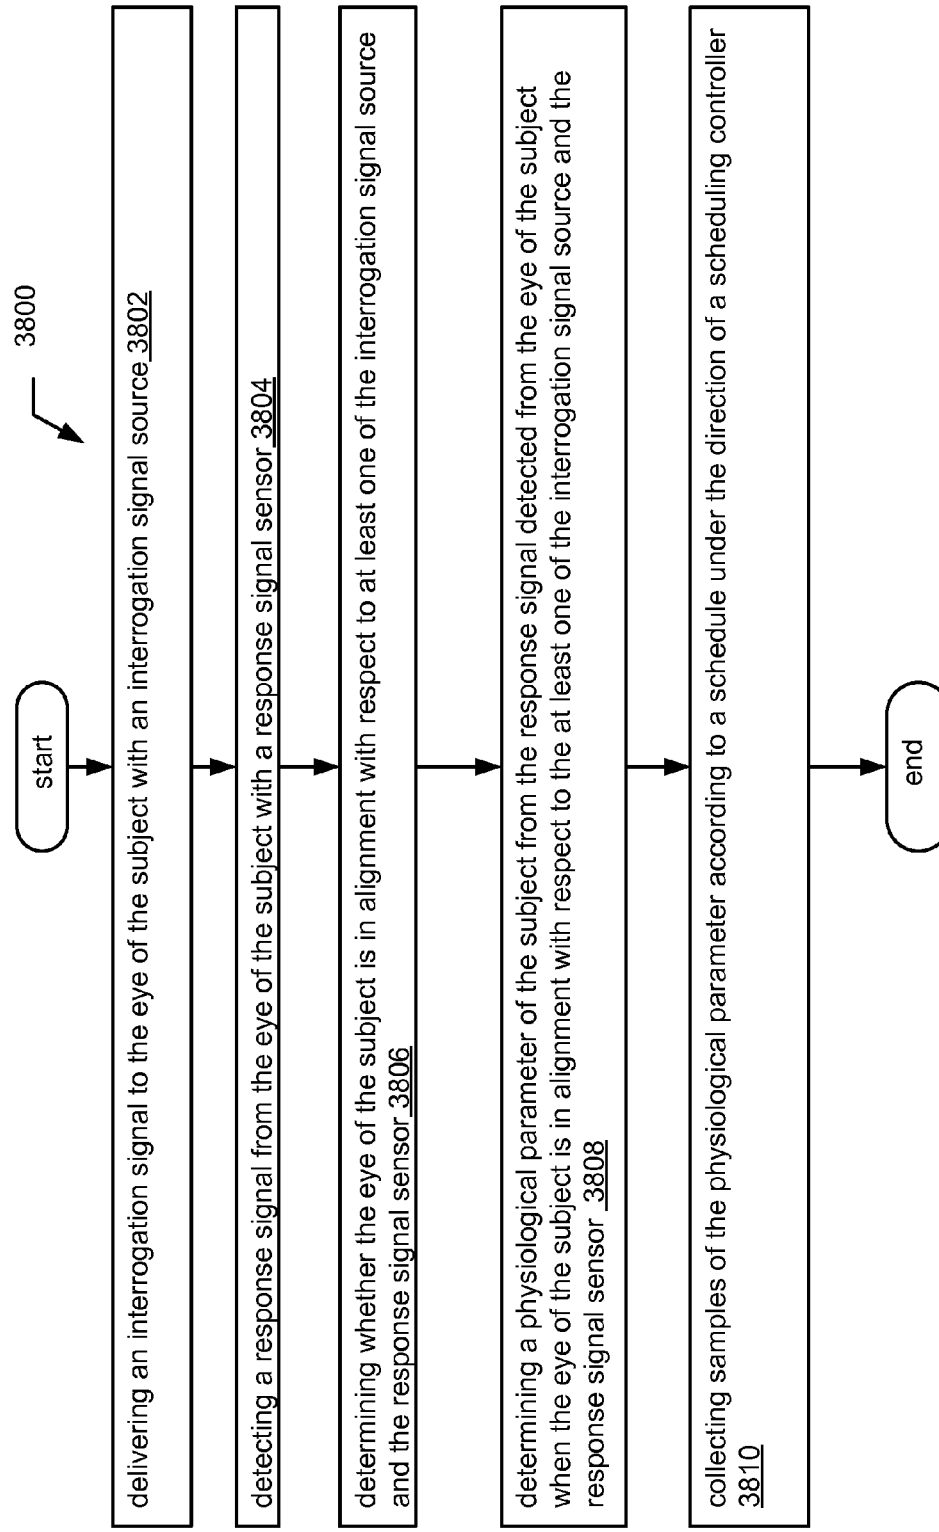 3800
start
delivering an interrogation signal to the eye of the subject with an interrogation signal source 3802
detecting a response signal from the eye of the subject with a response signal sensor 3804
determining whether the eye of the subject is in alignment with respect to at least one of the interrogation signal source
and the response signal sensor 3806
determining a physiological parameter of the subject from the response signal detected from the eye of the subject
when the eye of the subject is in alignment with respect to the at least one of the interrogation signal source and the
response signal sensor 3808
collecting samples of the physiological parameter according to a schedule under the direction of a scheduling controller
3810
end